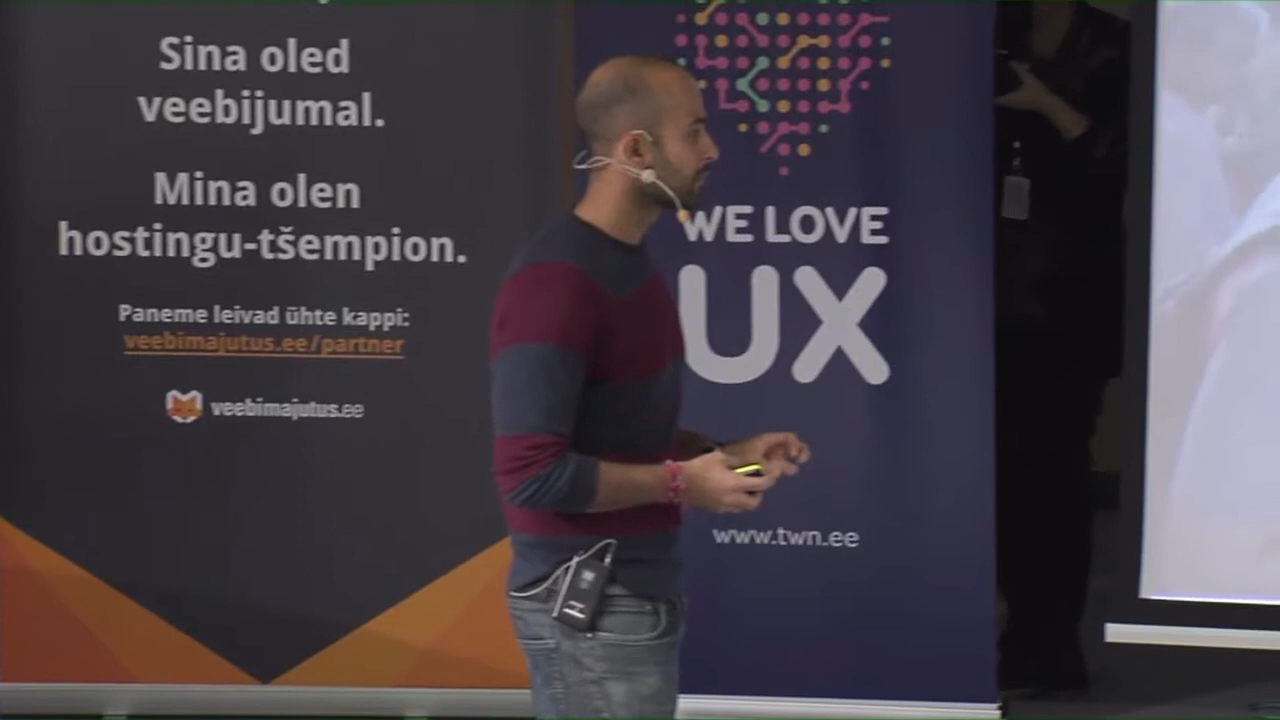 Sina oled
veebijumal.
Mina olen
hostingu-tšempion.
Paneme leivad ühte kappi:
veebimajutus.ee/partner
veebimajutus.ee
WE LOVE
UX
www.twn.ee